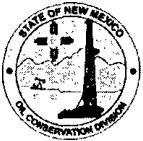 STATE OF NEW MEXICO
OIL CONSERVATION DIVISION